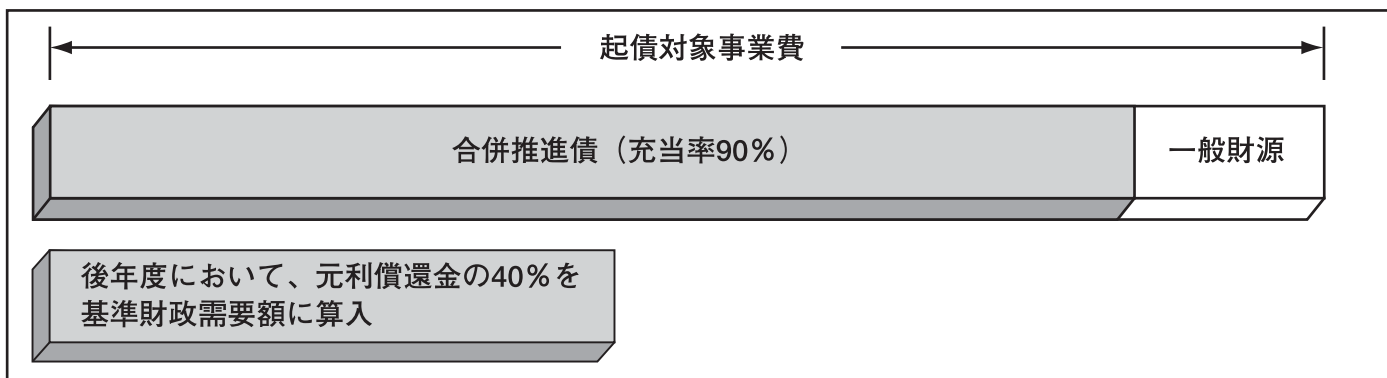 起債対象事業費
合併推進債（充当率90％）
一般財源
後年度において、元利償還金の40％を
基準財政需要額に算入